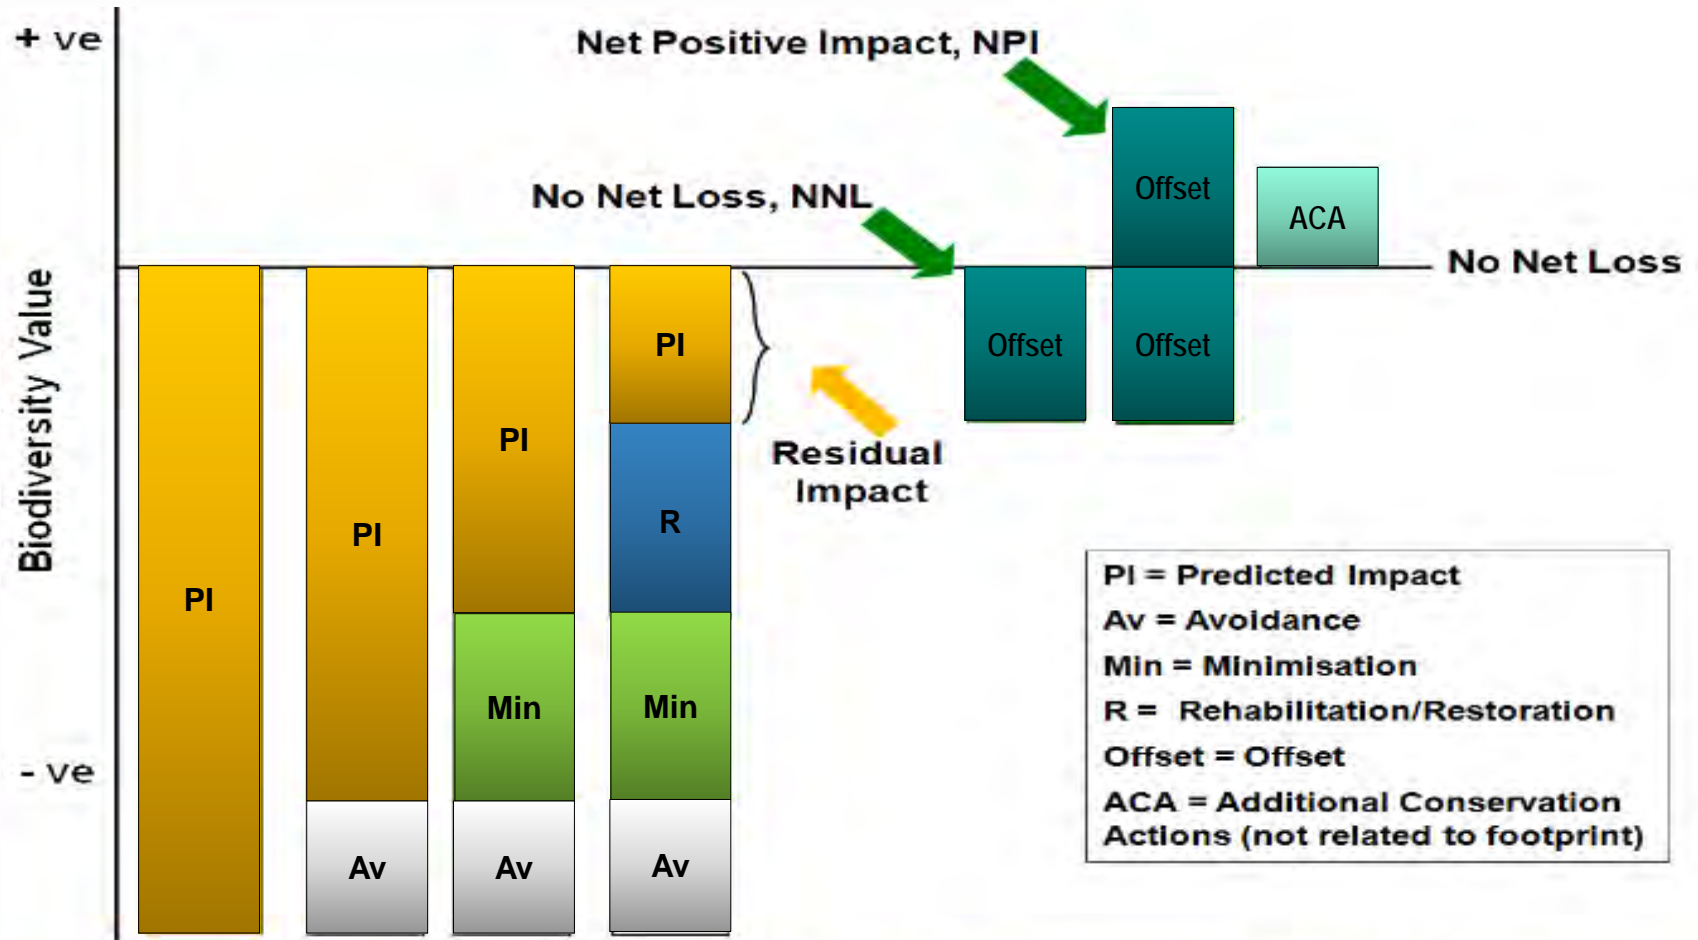 + ve
Net Positive Impact, NPI
No Net Loss, NNL
Offset
ACA
No Net Loss
Biodiversity Value
PI
PI
PI
PI
Offset
Offset
Residual
Impact
R
Min
Min
- ve
Av
Av
Av
PI = Predicted Impact
Av = Avoidance
Min = Minimisation
R = Rehabilitation/Restoration
Offset = Offset
ACA = Additional Conservation
Actions (not related to footprint)